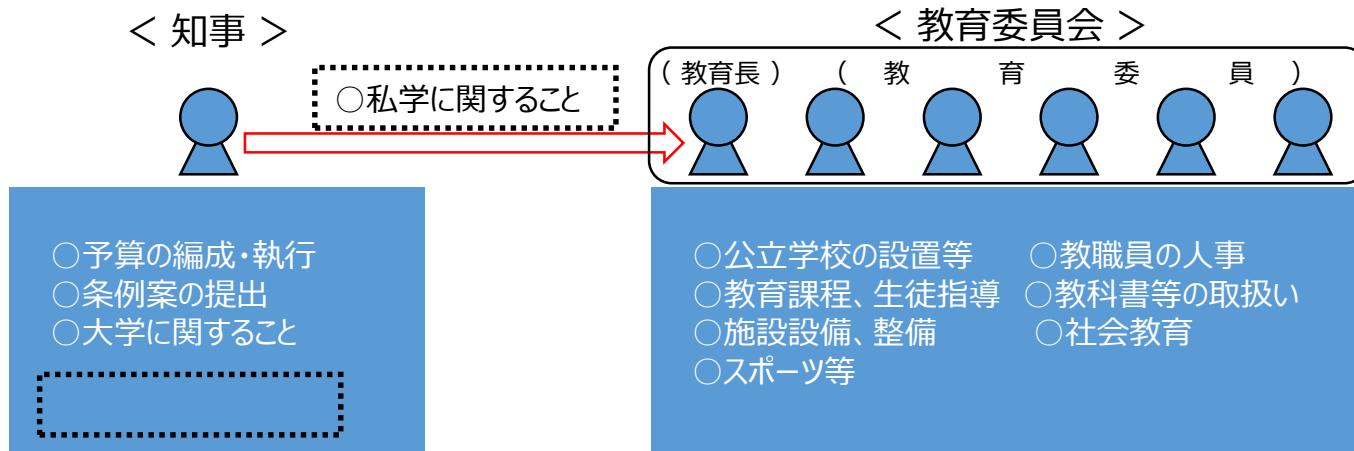 < 知事 >
< 教育委員会 >
○私学に関すること
( 教育長 ) ( 教 育 委 員 )
○予算の編成・執行
○条例案の提出
○大学に関すること
○公立学校の設置等 ○教職員の人事
○教育課程、生徒指導 ○教科書等の取扱い
○施設設備、整備 ○社会教育
○スポーツ等